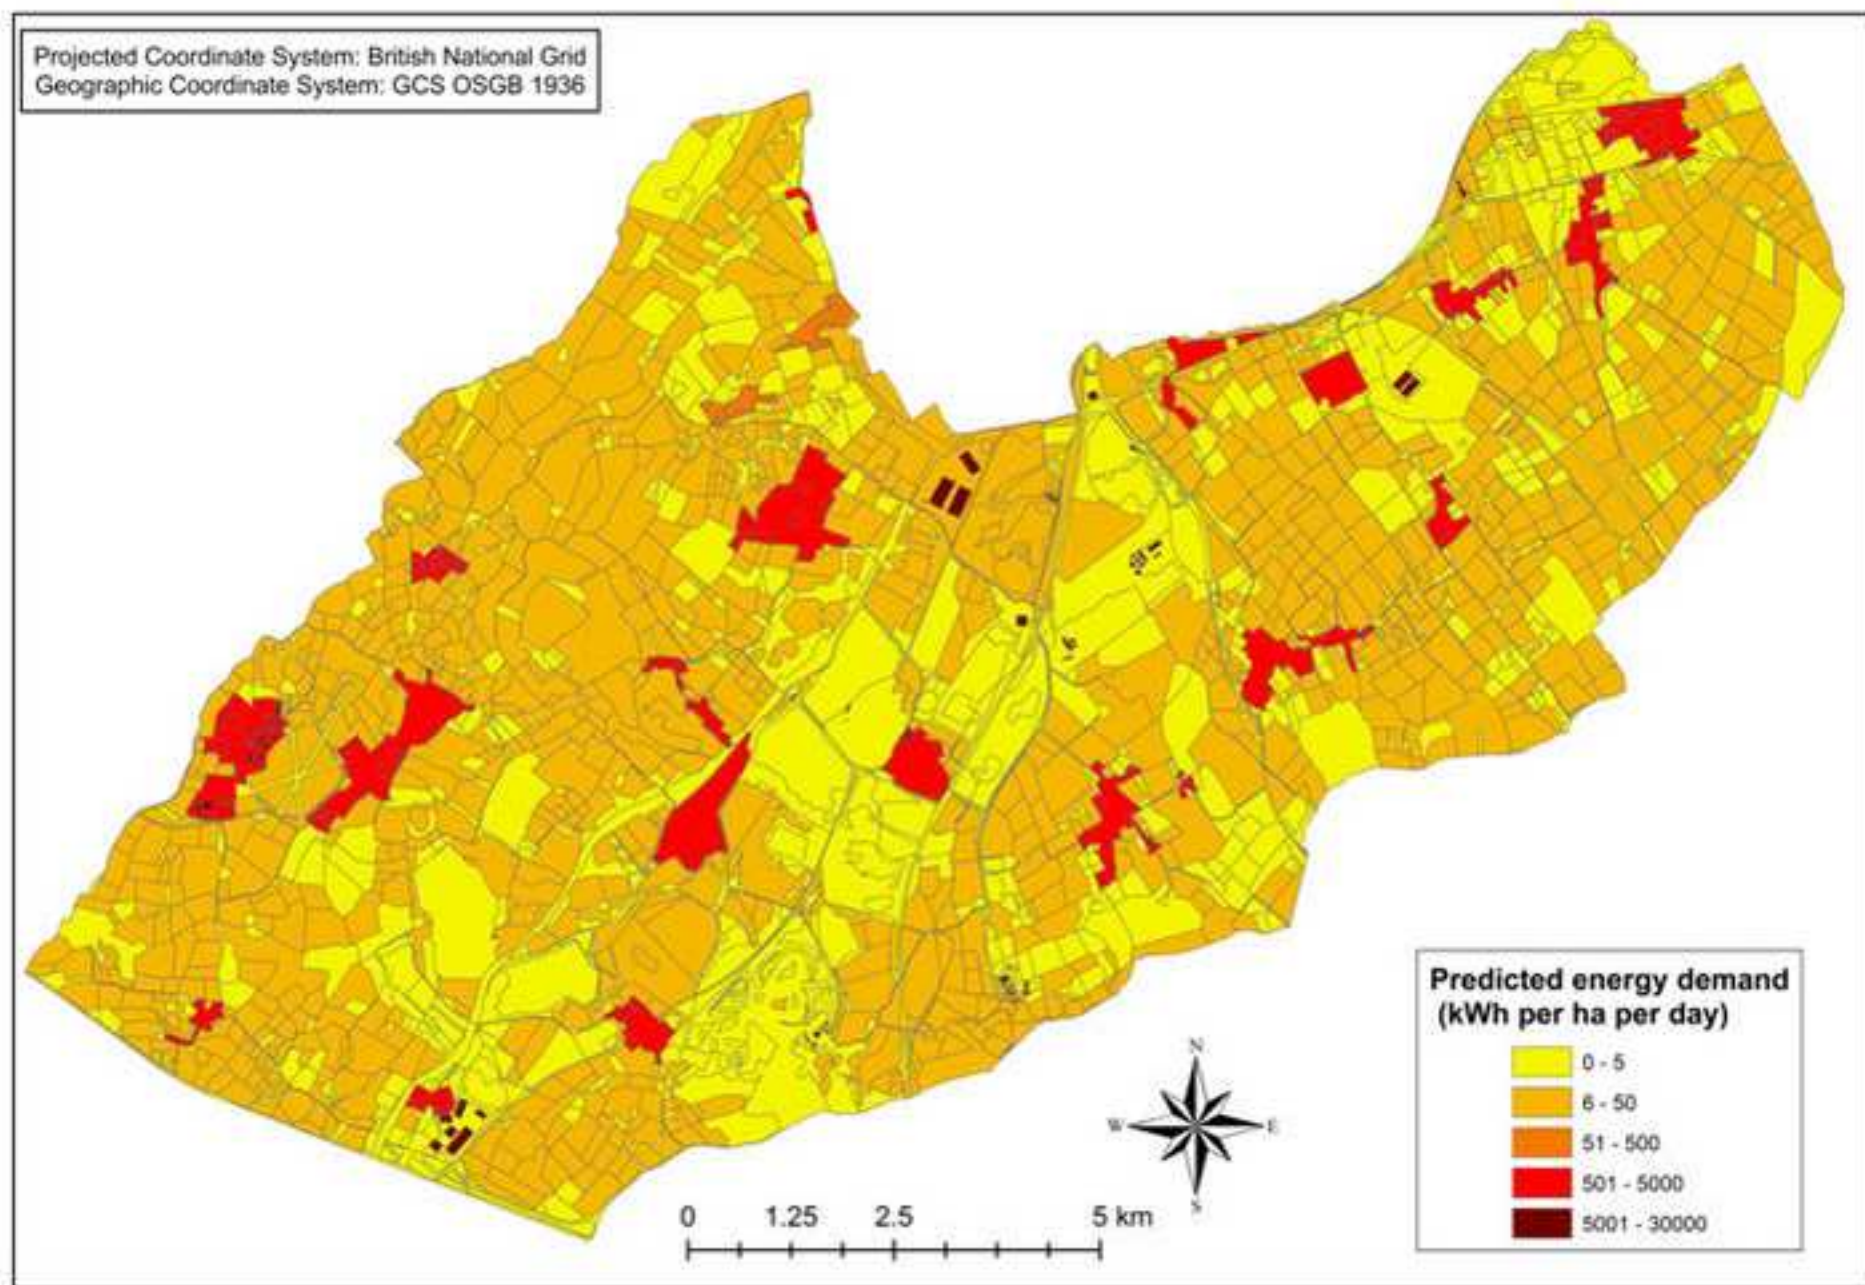 Projected Coordinate System: British National Grid
Geographic Coordinate System: GCS OSGB 1936
Predicted energy demand
(kWh per ha per day)
0 - 5
6 - 50
51 - 500
501 - 5000
5001 - 30000
N
W
E
S
0 1.25 2.5 5 km